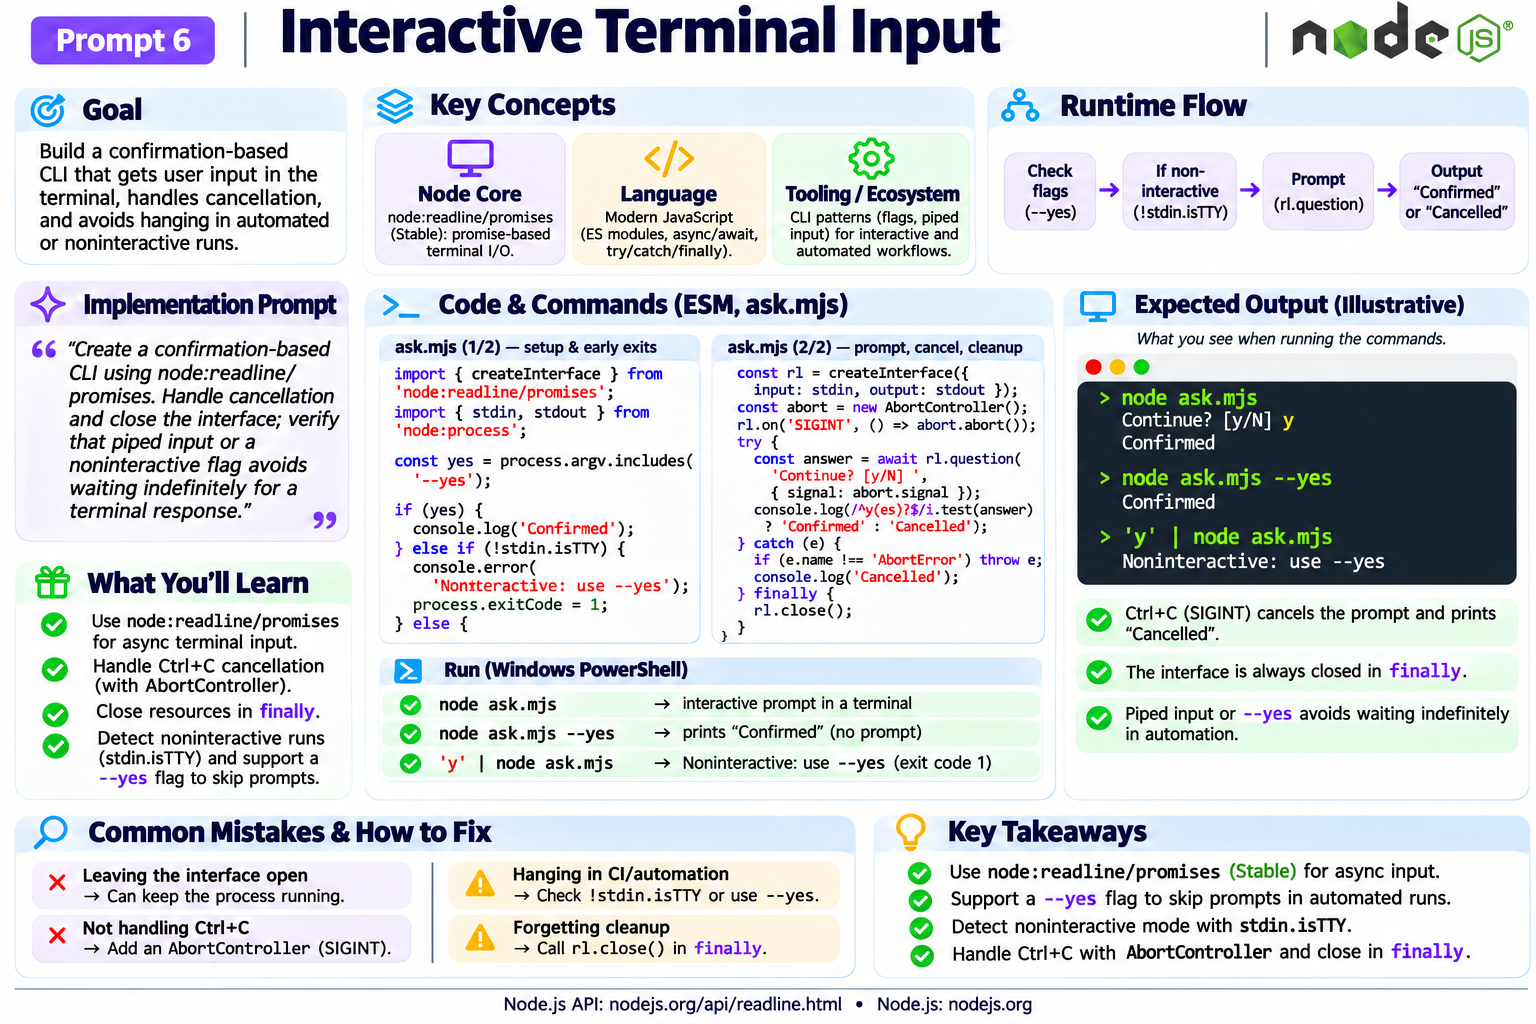 Prompt 6
Interactive Terminal Input
node JS®
Goal
Build a confirmation-based
CLI that gets user input in the
terminal, handles cancellation,
and avoids hanging in automated
or noninteractive runs.
Key Concepts
Node Core
node:readline/promises
(Stable): promise-based
terminal I/O.
Language
Modern JavaScript
(ES modules, async/await,
try/catch/finally).
Tooling / Ecosystem
CLI patterns (flags, piped
input) for interactive and
automated workflows.
Runtime Flow
Check
flags
(--yes)
→
If non-
interactive
(!stdin.isTTY)
→
Prompt
(rl.question)
→
Output
“Confirmed”
or “Cancelled”
Implementation Prompt
“Create a confirmation-based
CLI using node:readline/
promises. Handle cancellation
and close the interface; verify
that piped input or a
noninteractive flag avoids
waiting indefinitely for a
terminal response.”
What You’ll Learn
Use node:readline/promises
for async terminal input.
Handle Ctrl+C cancellation
(with AbortController).
Close resources in finally.
Detect noninteractive runs
(stdin.isTTY) and support a
--yes flag to skip prompts.
Code & Commands (ESM, ask.mjs)
ask.mjs (1/2) — setup & early exits
import { createInterface } from
'node:readline/promises';
import { stdin, stdout } from
'node:process';
const yes = process.argv.includes(
'--yes');
if (yes) {
console.log('Confirmed');
} else if (!stdin.isTTY) {
console.error(
'Noninteractive: use --yes');
process.exitCode = 1;
} else {
ask.mjs (2/2) — prompt, cancel, cleanup
const rl = createInterface({
input: stdin, output: stdout });
const abort = new AbortController();
rl.on('SIGINT', () => abort.abort());
try {
const answer = await rl.question(
'Continue? [y/N] ',
{ signal: abort.signal });
console.log(/^y(es)?$/i.test(answer)
? 'Confirmed' : 'Cancelled');
} catch (e) {
if (e.name !== 'AbortError') throw e;
console.log('Cancelled');
} finally {
rl.close();
}
}
Run (Windows PowerShell)
node ask.mjs → interactive prompt in a terminal
node ask.mjs --yes → prints “Confirmed” (no prompt)
'y' | node ask.mjs → Noninteractive: use --yes (exit code 1)
Expected Output (Illustrative)
What you see when running the commands.
> node ask.mjs
Continue? [y/N] y
Confirmed
> node ask.mjs --yes
Confirmed
> 'y' | node ask.mjs
Noninteractive: use --yes
Ctrl+C (SIGINT) cancels the prompt and prints
“Cancelled”.
The interface is always closed in finally.
Piped input or --yes avoids waiting indefinitely
in automation.
Common Mistakes & How to Fix
Leaving the interface open
→ Can keep the process running.
Not handling Ctrl+C
→ Add an AbortController (SIGINT).
Hanging in CI/automation
→ Check !stdin.isTTY or use --yes.
Forgetting cleanup
→ Call rl.close() in finally.
Key Takeaways
Use node:readline/promises (Stable) for async input.
Support a --yes flag to skip prompts in automated runs.
Detect noninteractive mode with stdin.isTTY.
Handle Ctrl+C with AbortController and close in finally.
Node.js API: nodejs.org/api/readline.html • Node.js: nodejs.org